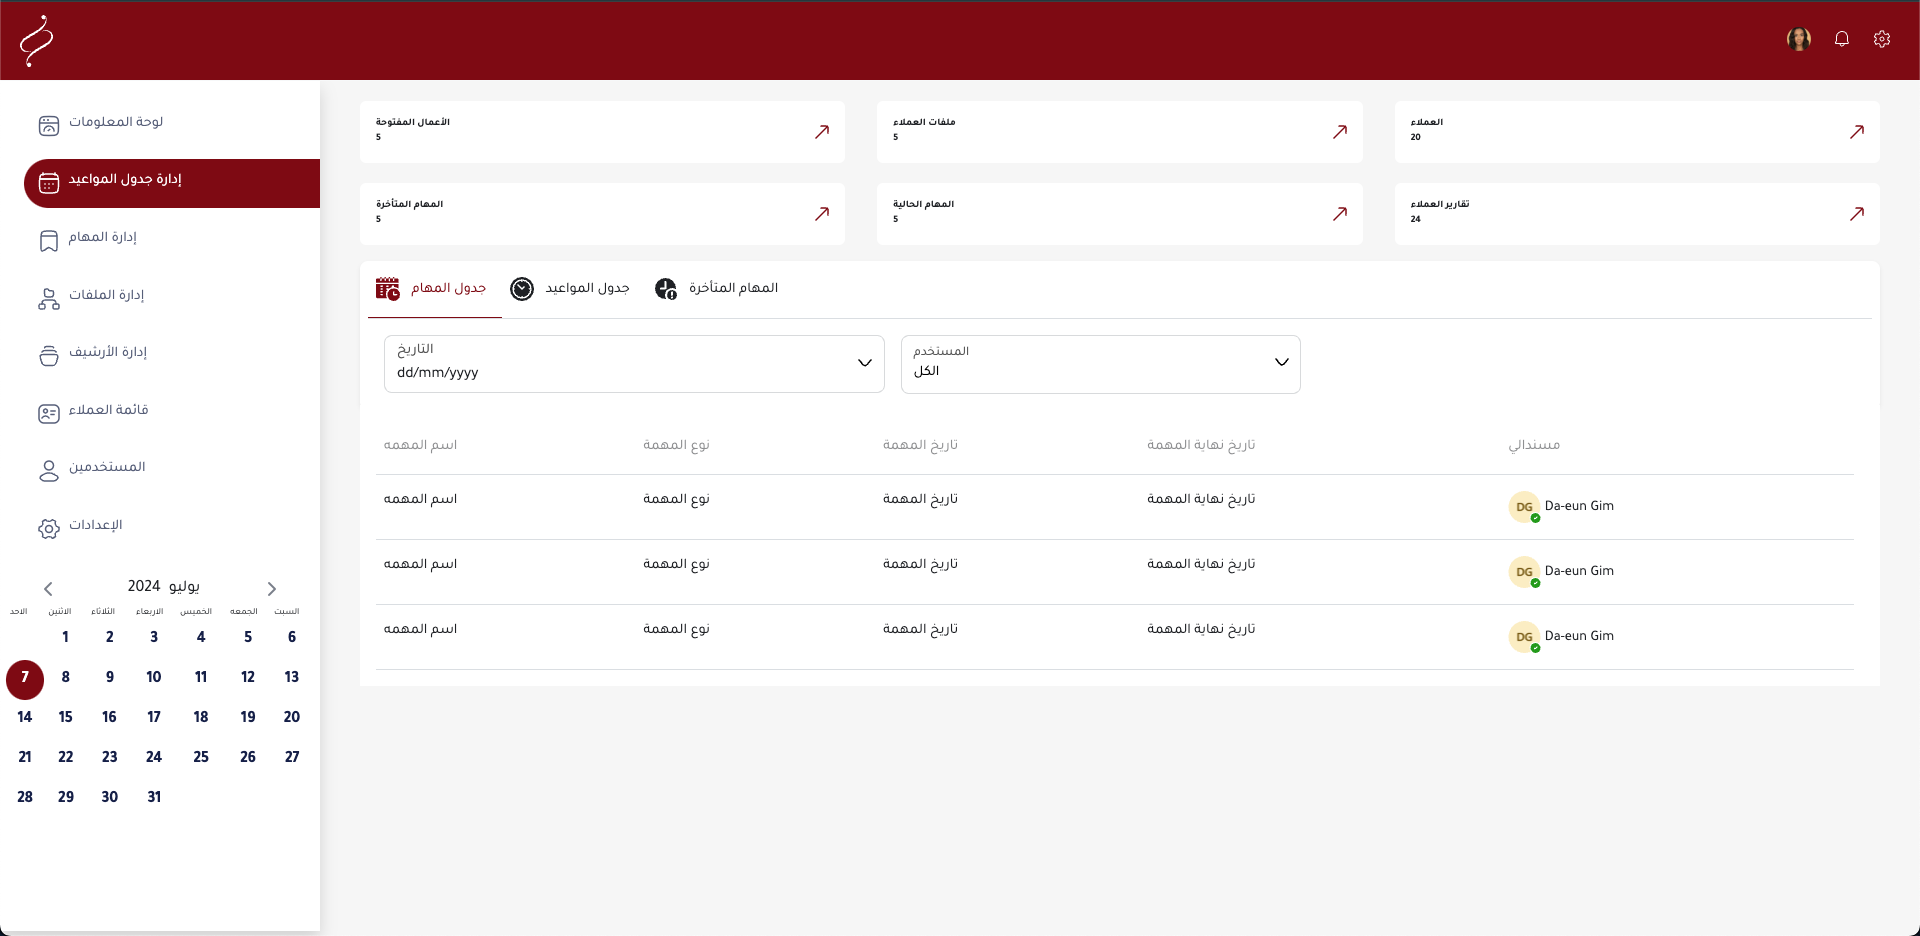 لوحة المعلومات
إدارة جدول المواعيد
إدارة المهام
إدارة الملفات
إدارة الأرشيف
قائمة العملاء
المستخدمين
الإعدادات
يوليو 2024
الاحد الاثنين الثلاثاء الاربعاء الخميس الجمعه السبت
1 2 3 4 5 6
7 8 9 10 11 12 13
14 15 16 17 18 19 20
21 22 23 24 25 26 27
28 29 30 31
الأعمال المفتوحة
5
ملفات العملاء
5
العملاء
20
المهام المتأخرة
5
المهام الحالية
5
تقارير العملاء
24
جدول المهام
جدول المواعيد
المهام المتأخرة
التاريخ
dd/mm/yyyy
المستخدم
الكل
اسم المهمه نوع المهمة تاريخ المهمة تاريخ نهاية المهمة مسندالي
اسم المهمه نوع المهمة تاريخ المهمة تاريخ نهاية المهمة DG Da-eun Gim
اسم المهمه نوع المهمة تاريخ المهمة تاريخ نهاية المهمة DG Da-eun Gim
اسم المهمه نوع المهمة تاريخ المهمة تاريخ نهاية المهمة DG Da-eun Gim